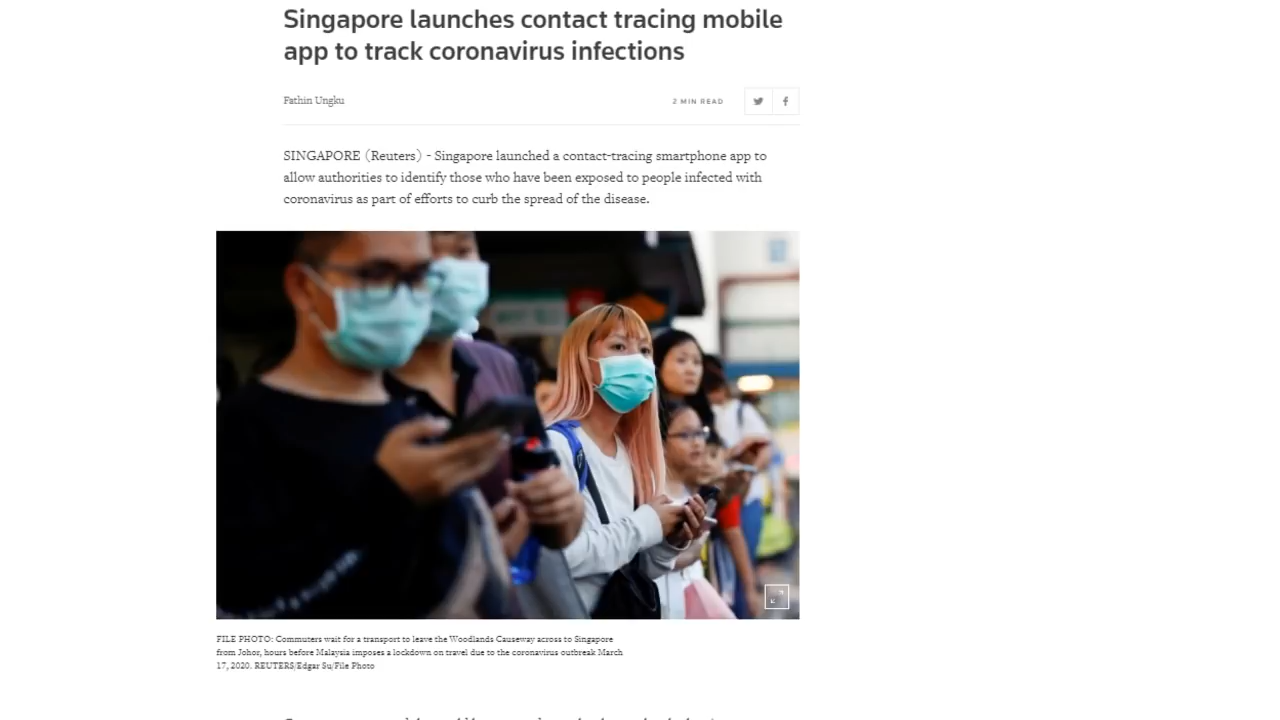 Singapore launches contact tracing mobile
app to track coronavirus infections
Fathin Ungku
2 MIN READ
SINGAPORE (Reuters) - Singapore launched a contact-tracing smartphone app to
allow authorities to identify those who have been exposed to people infected with
coronavirus as part of efforts to curb the spread of the disease.
FILE PHOTO: Commuters wait for a transport to leave the Woodlands Causeway across to Singapore
from Johor, hours before Malaysia imposes a lockdown on travel due to the coronavirus outbreak March
17, 2020. REUTERS/Edgar Su/File Photo